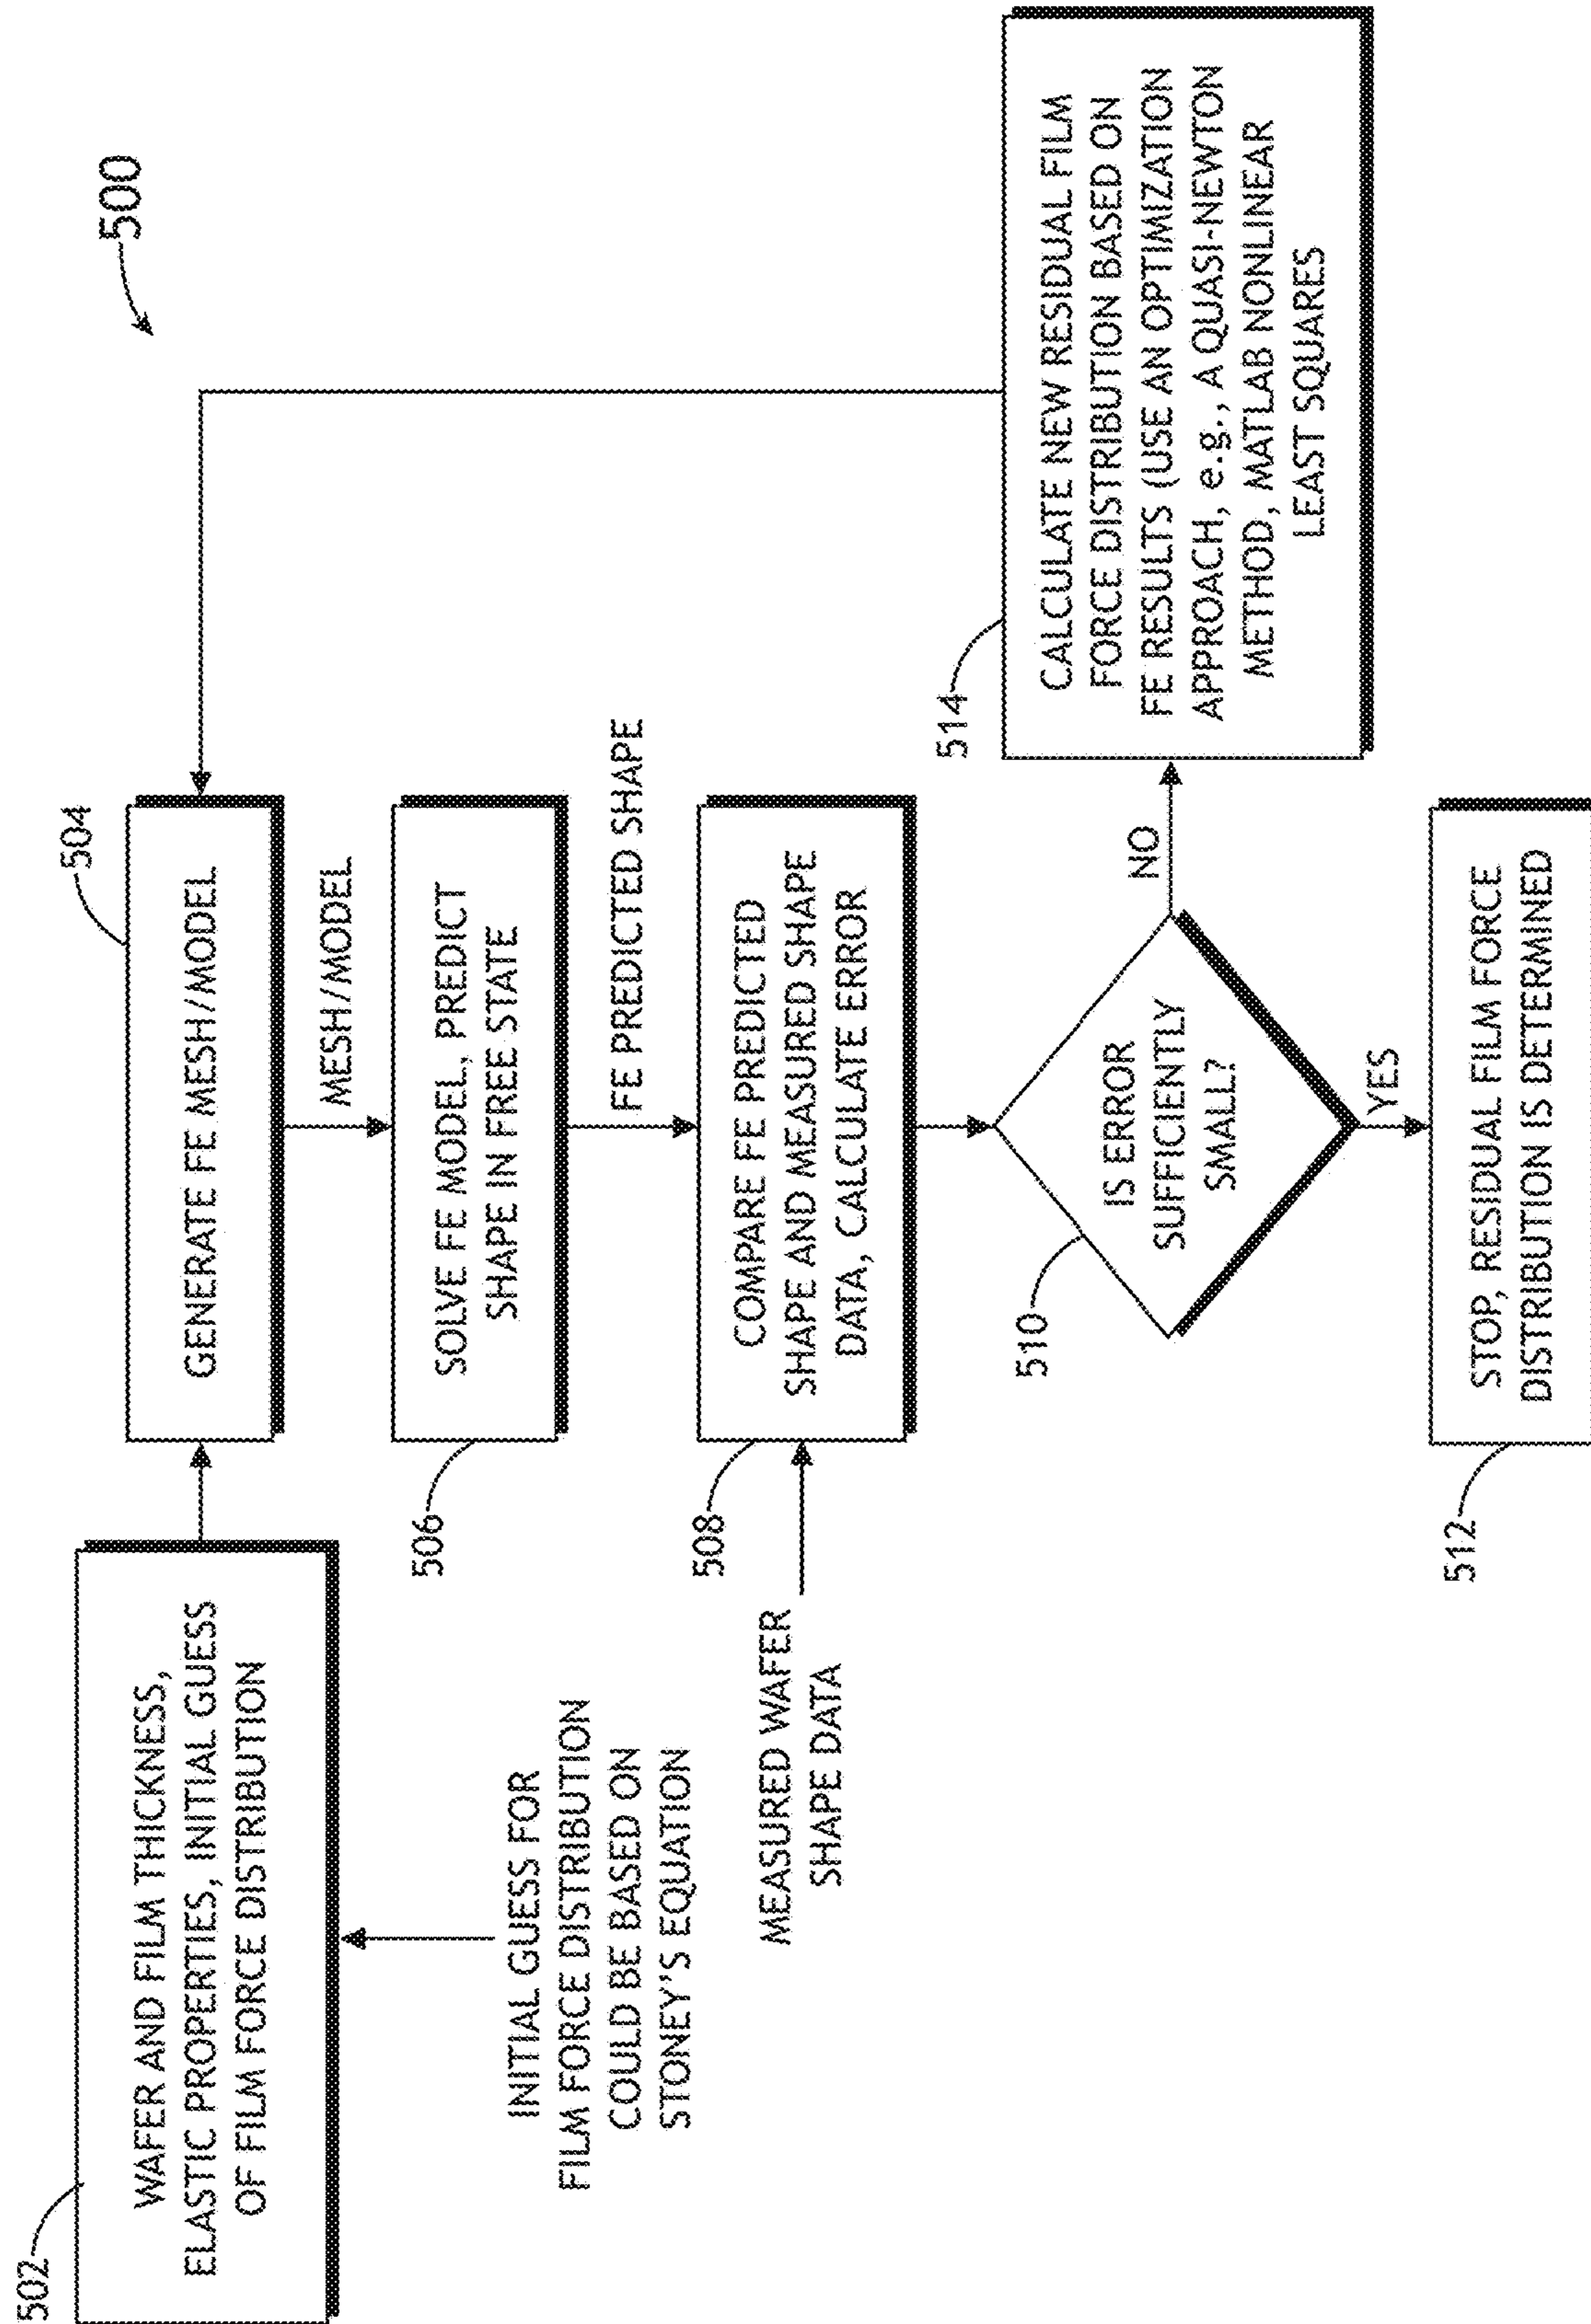 500
502
WAFER AND FILM THICKNESS,
ELASTIC PROPERTIES, INITIAL GUESS
OF FILM FORCE DISTRIBUTION
INITIAL GUESS FOR
FILM FORCE DISTRIBUTION
COULD BE BASED ON
STONEY'S EQUATION
504
GENERATE FE MESH/MODEL
MESH/MODEL
506
SOLVE FE MODEL, PREDICT
SHAPE IN FREE STATE
FE PREDICTED SHAPE
MEASURED WAFER
SHAPE DATA
508
COMPARE FE PREDICTED
SHAPE AND MEASURED SHAPE
DATA, CALCULATE ERROR
510
IS ERROR
SUFFICIENTLY
SMALL?
NO
YES
514
CALCULATE NEW RESIDUAL FILM
FORCE DISTRIBUTION BASED ON
FE RESULTS (USE AN OPTIMIZATION
APPROACH, e.g., A QUASI-NEWTON
METHOD, MATLAB NONLINEAR
LEAST SQUARES
512
STOP, RESIDUAL FILM FORCE
DISTRIBUTION IS DETERMINED